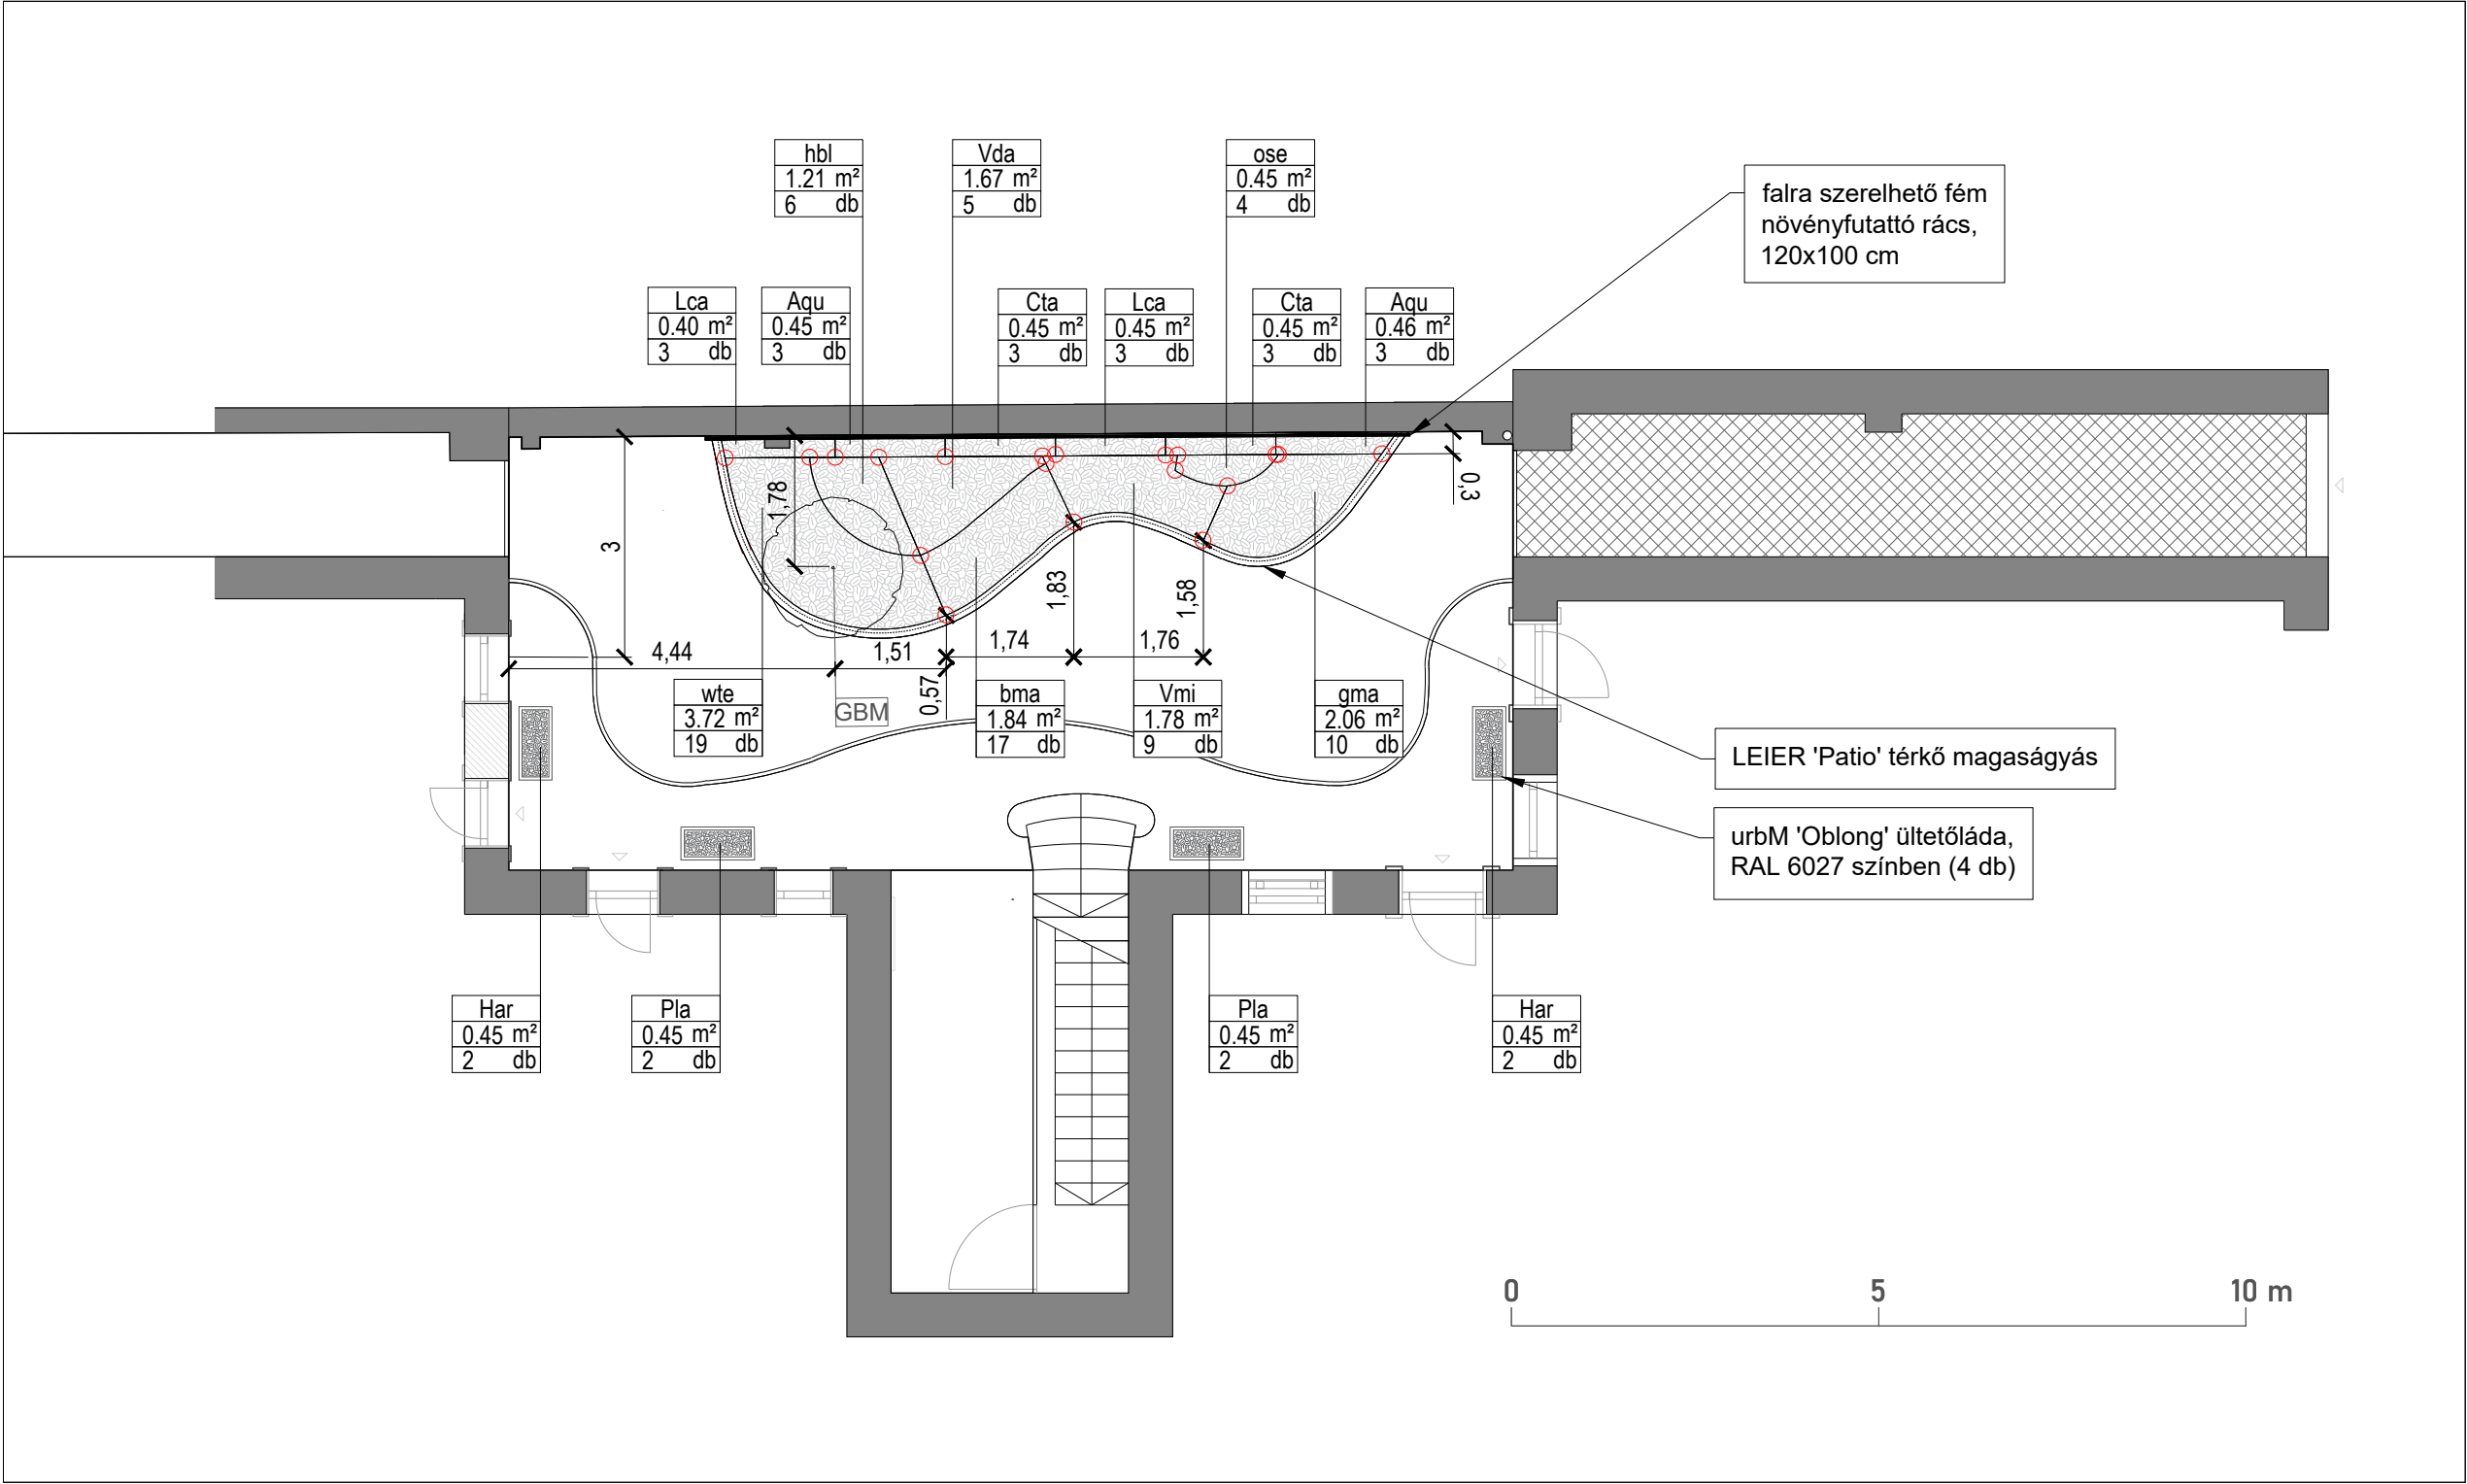 hbl
1.21 m²
6 db
Vda
1.67 m²
5 db
ose
0.45 m²
4 db
falra szerelhető fém
növényfutattó rács,
120x100 cm
Lca
0.40 m²
3 db
Aqu
0.45 m²
3 db
Cta
0.45 m²
3 db
Lca
0.45 m²
3 db
Cta
0.45 m²
3 db
Aqu
0.46 m²
3 db
1,78
0,3
3
1,83
1,58
4,44
1,51
1,74
1,76
0,57
wte
3.72 m²
19 db
GBM
bma
1.84 m²
17 db
Vmi
1.78 m²
9 db
gma
2.06 m²
10 db
LEIER 'Patio' térkő magaságyás
urbM 'Oblong' ültetőláda,
RAL 6027 színben (4 db)
Har
0.45 m²
2 db
Pla
0.45 m²
2 db
Pla
0.45 m²
2 db
Har
0.45 m²
2 db
0 5 10 m